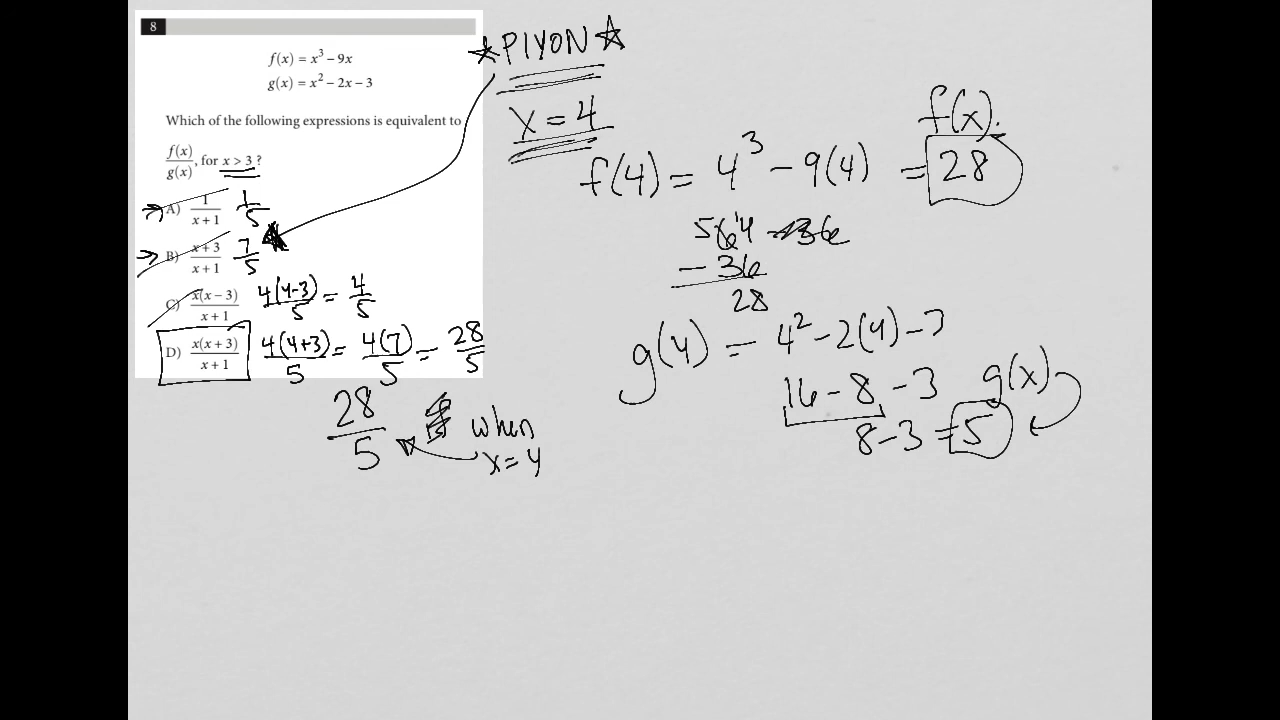 8
f(x) = x³ − 9x
g(x) = x² − 2x − 3
Which of the following expressions is equivalent to
f(x)/g(x), for x > 3 ?
A) 1/(x + 1) 1/5
B) (x + 3)/(x + 1) 7/5
C) x(x − 3)/(x + 1) 4(4-3)/5 = 4/5
D) x(x + 3)/(x + 1) 4(4+3)/5 = 4(7)/5 = 28/5
28/5 when
x = 4
☆PIYON☆
x = 4
f(x).
f(4) = 4³ − 9(4) = 28
5 6 14 − 36
− 36
28
g(4) = 4² − 2(4) − 3
16 − 8 − 3 g(x)
8 − 3 = 5